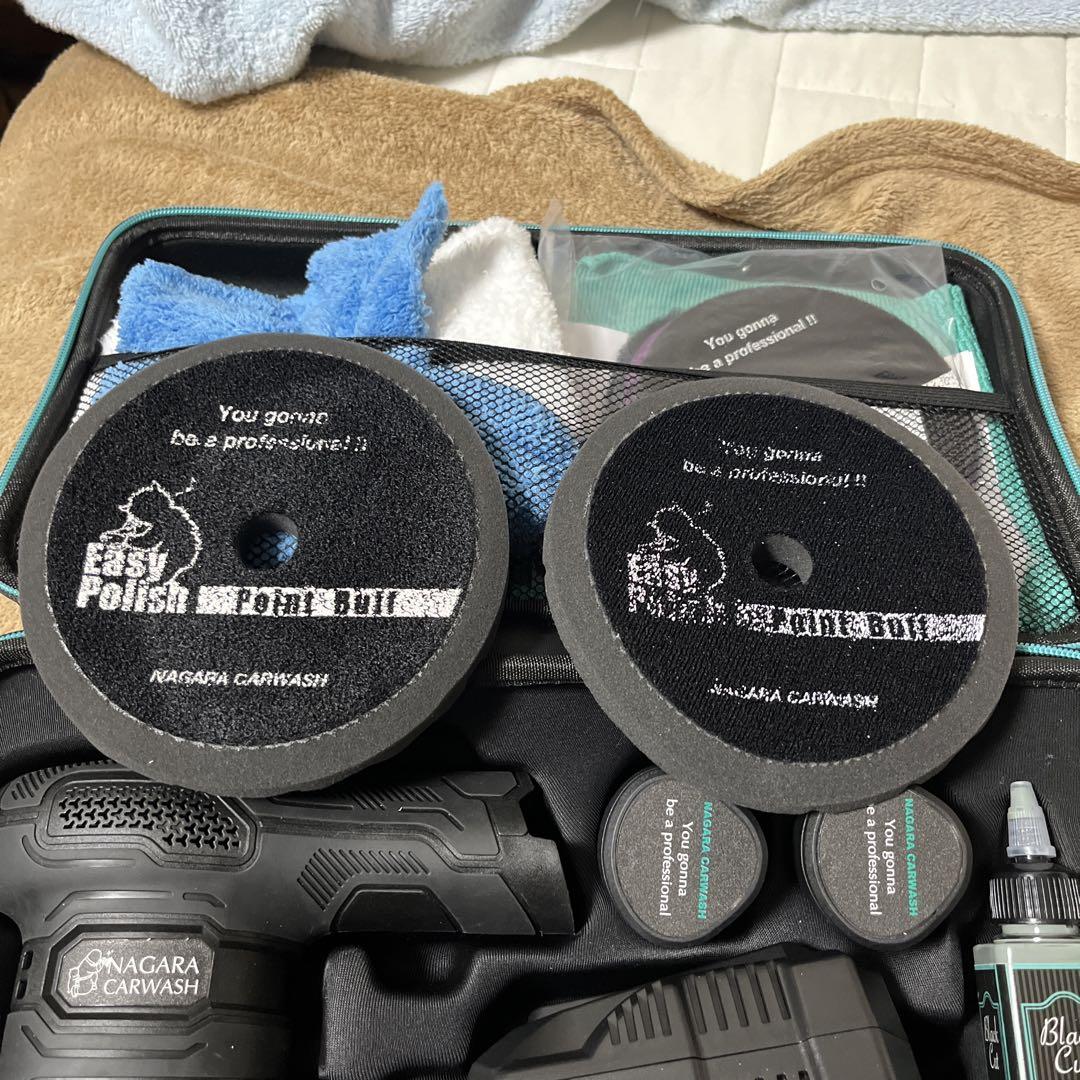 You gonna
be a professional !!
You gonna
be a professional !!
Easy
Polish
Point Buff
NAGARA CARWASH
You gonna
be a professional !!
Easy
Polish
Point Buff
NAGARA CARWASH
NAGARA CARWASH
You gonna
be a professional
NAGARA CARWASH
You gonna
be a professional
NAGARA
CARWASH
Black
Cut